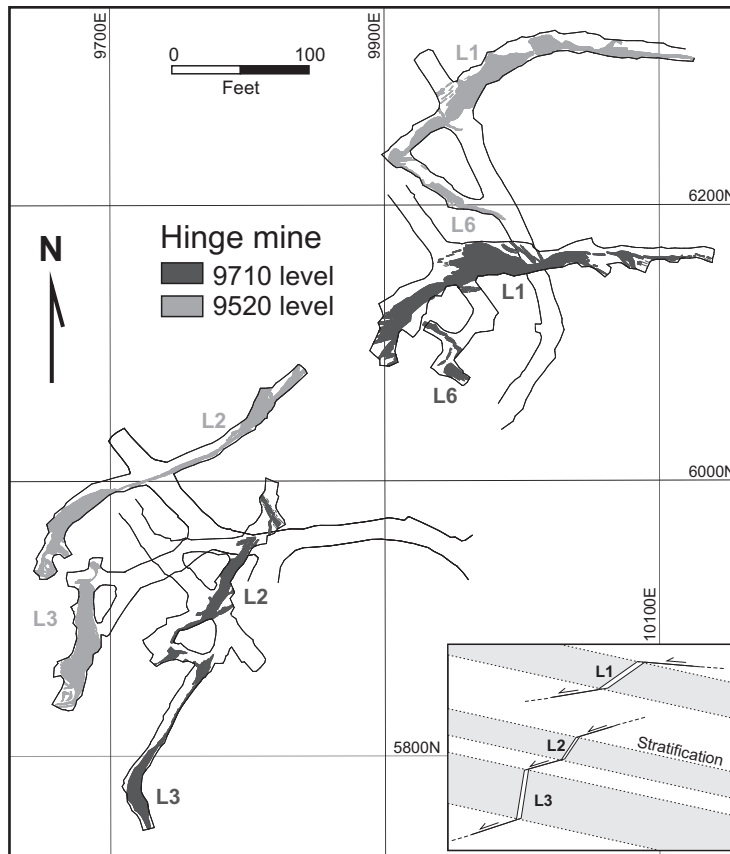 9700E
9900E
0 100
Feet
L1
6200N
L6
N
Hinge mine
9710 level
9520 level
L1
L6
L2
6000N
L2
L3
10100E
5800N
L3
L1
L2
Stratification
L3